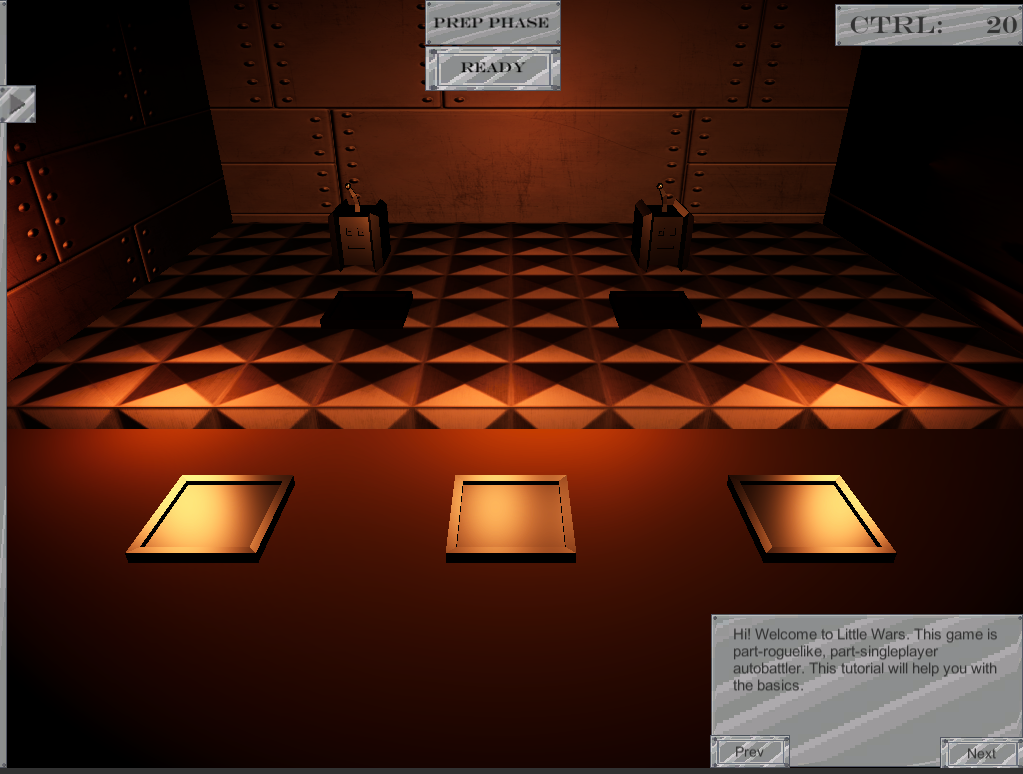 PREP PHASE
READY
CTRL: 20
Hi! Welcome to Little Wars. This game is
part-roguelike, part-singleplayer
autobattler. This tutorial will help you with
the basics.
Prev
Next